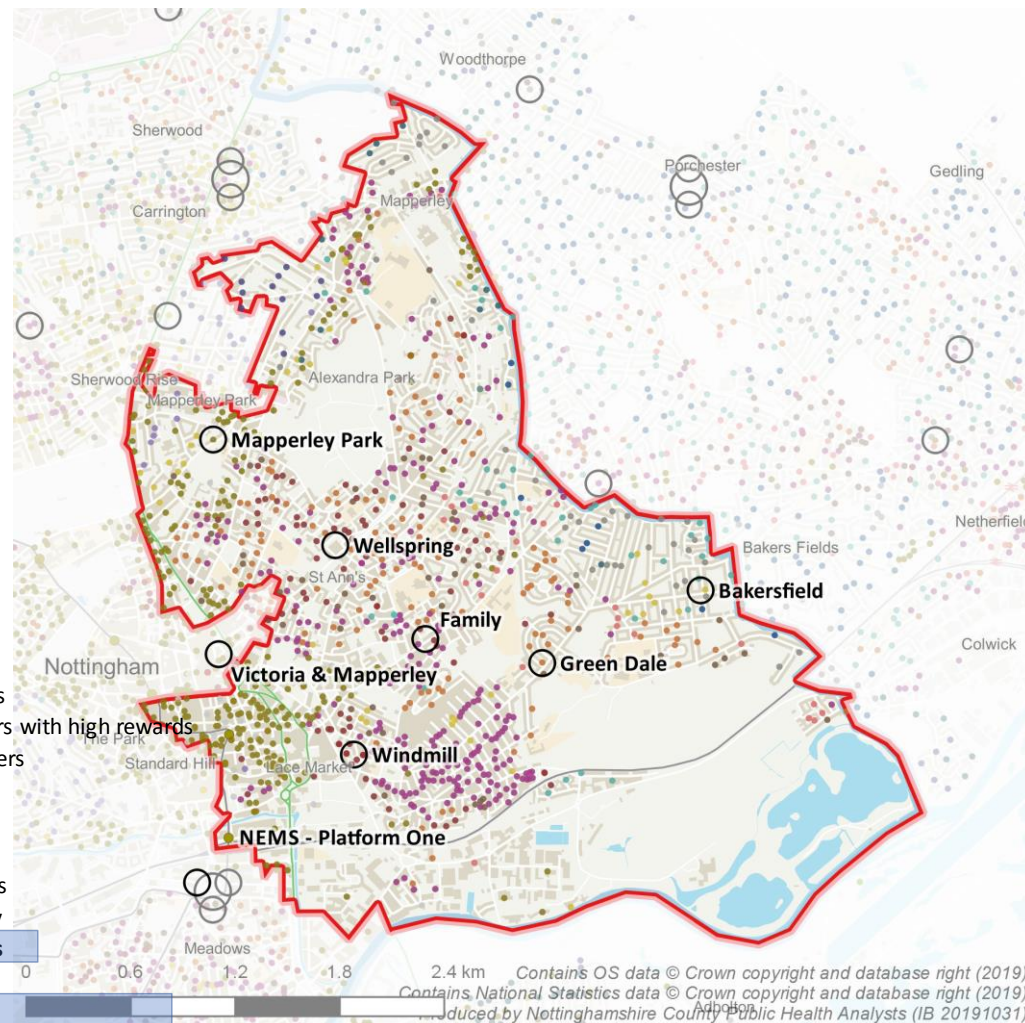 Woodthorpe
Sherwood
Porchester
Gedling
Carrington
Mapperley
Sherwood Rise
Alexandra Park
Mapperley Park
Mapperley Park
Wellspring
Netherfield
St Ann's
Bakers Fields
Bakersfield
Family
Colwick
Nottingham
Green Dale
Victoria & Mapperley
s
rs with high rewards
The Park
ers
Standard Hill
Lace Market
Windmill
NEMS - Platform One
s
y
s
Meadows
0 0.6 1.2 1.8 2.4 km
Contains OS data © Crown copyright and database right (2019)
Contains National Statistics data © Crown copyright and database right (2019)
Adbolton
Produced by Nottinghamshire County Public Health Analysts (IB 20191031)